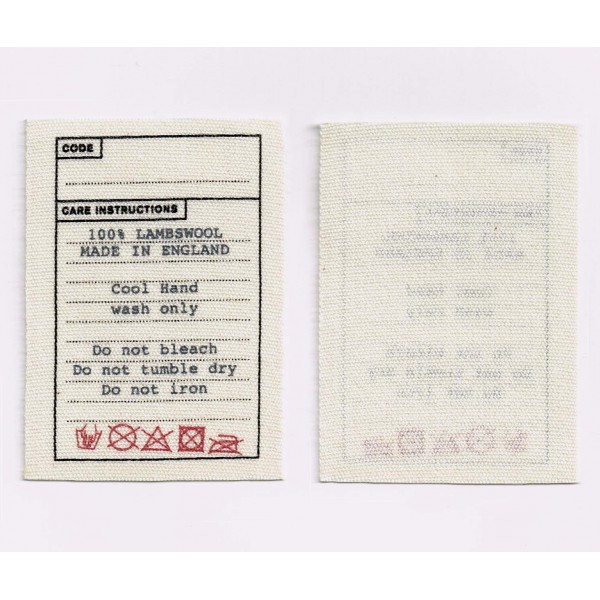 CODE
CARE INSTRUCTIONS
100% LAMBSWOOL
MADE IN ENGLAND
Cool Hand
wash only
Do not bleach
Do not tumble dry
Do not iron